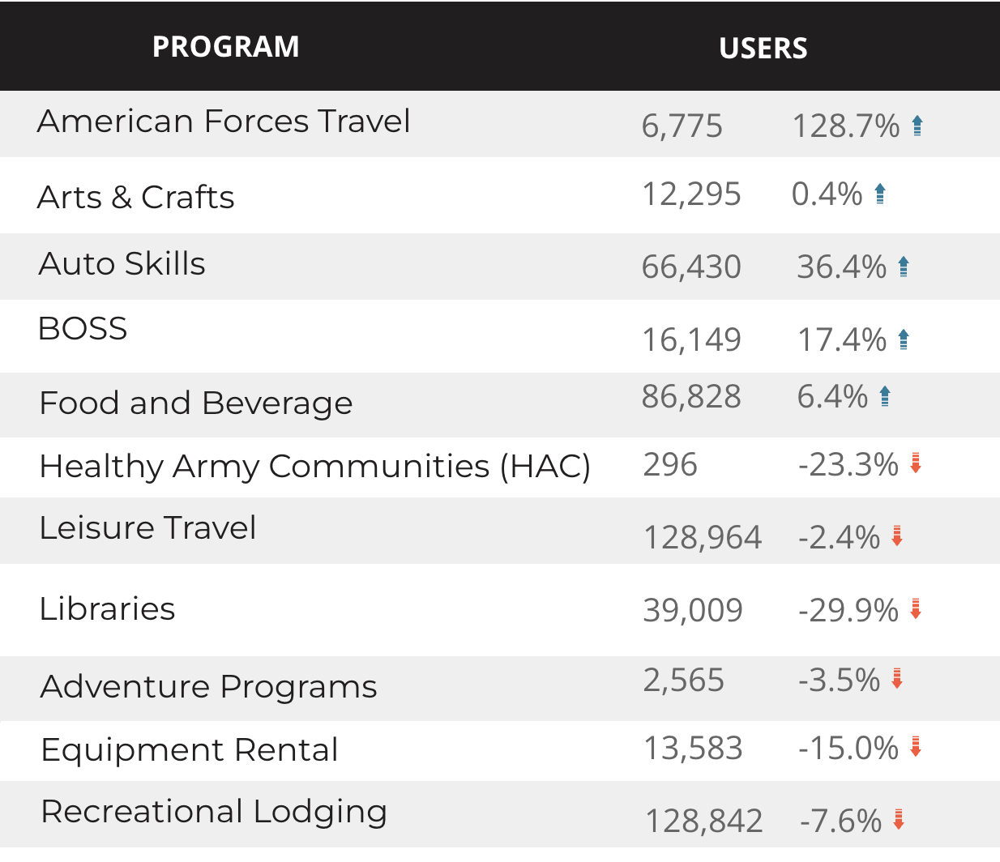 PROGRAM USERS
American Forces Travel 6,775 128.7%
Arts & Crafts 12,295 0.4%
Auto Skills 66,430 36.4%
BOSS 16,149 17.4%
Food and Beverage 86,828 6.4%
Healthy Army Communities (HAC) 296 -23.3%
Leisure Travel 128,964 -2.4%
Libraries 39,009 -29.9%
Adventure Programs 2,565 -3.5%
Equipment Rental 13,583 -15.0%
Recreational Lodging 128,842 -7.6%